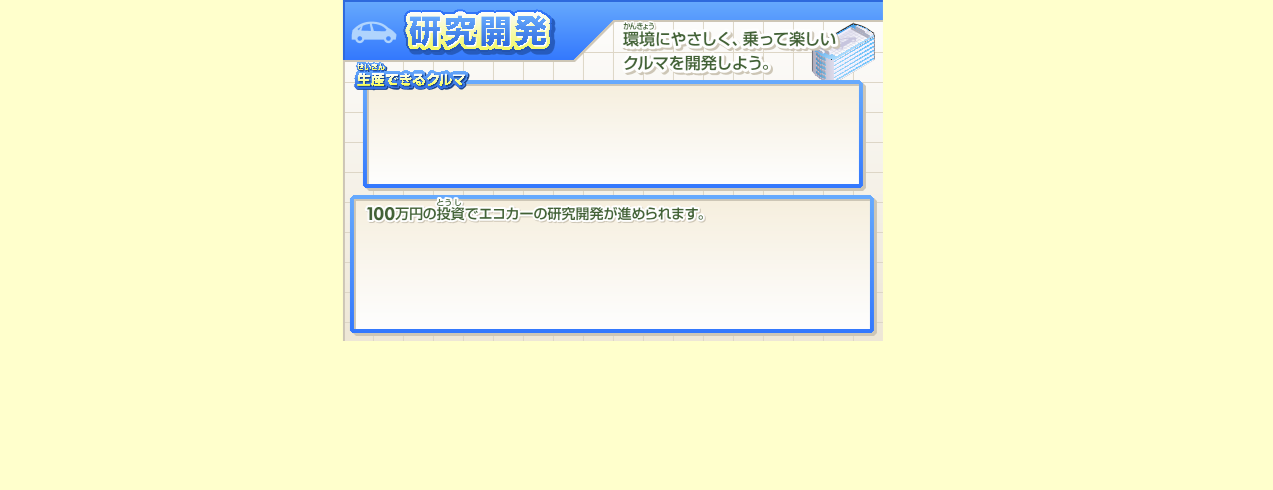 研究開発
かんきょう
環境にやさしく、乗って楽しい
クルマを開発しよう。
せいさん
生産できるクルマ
とうし
100万円の投資でエコカーの研究開発が進められます。